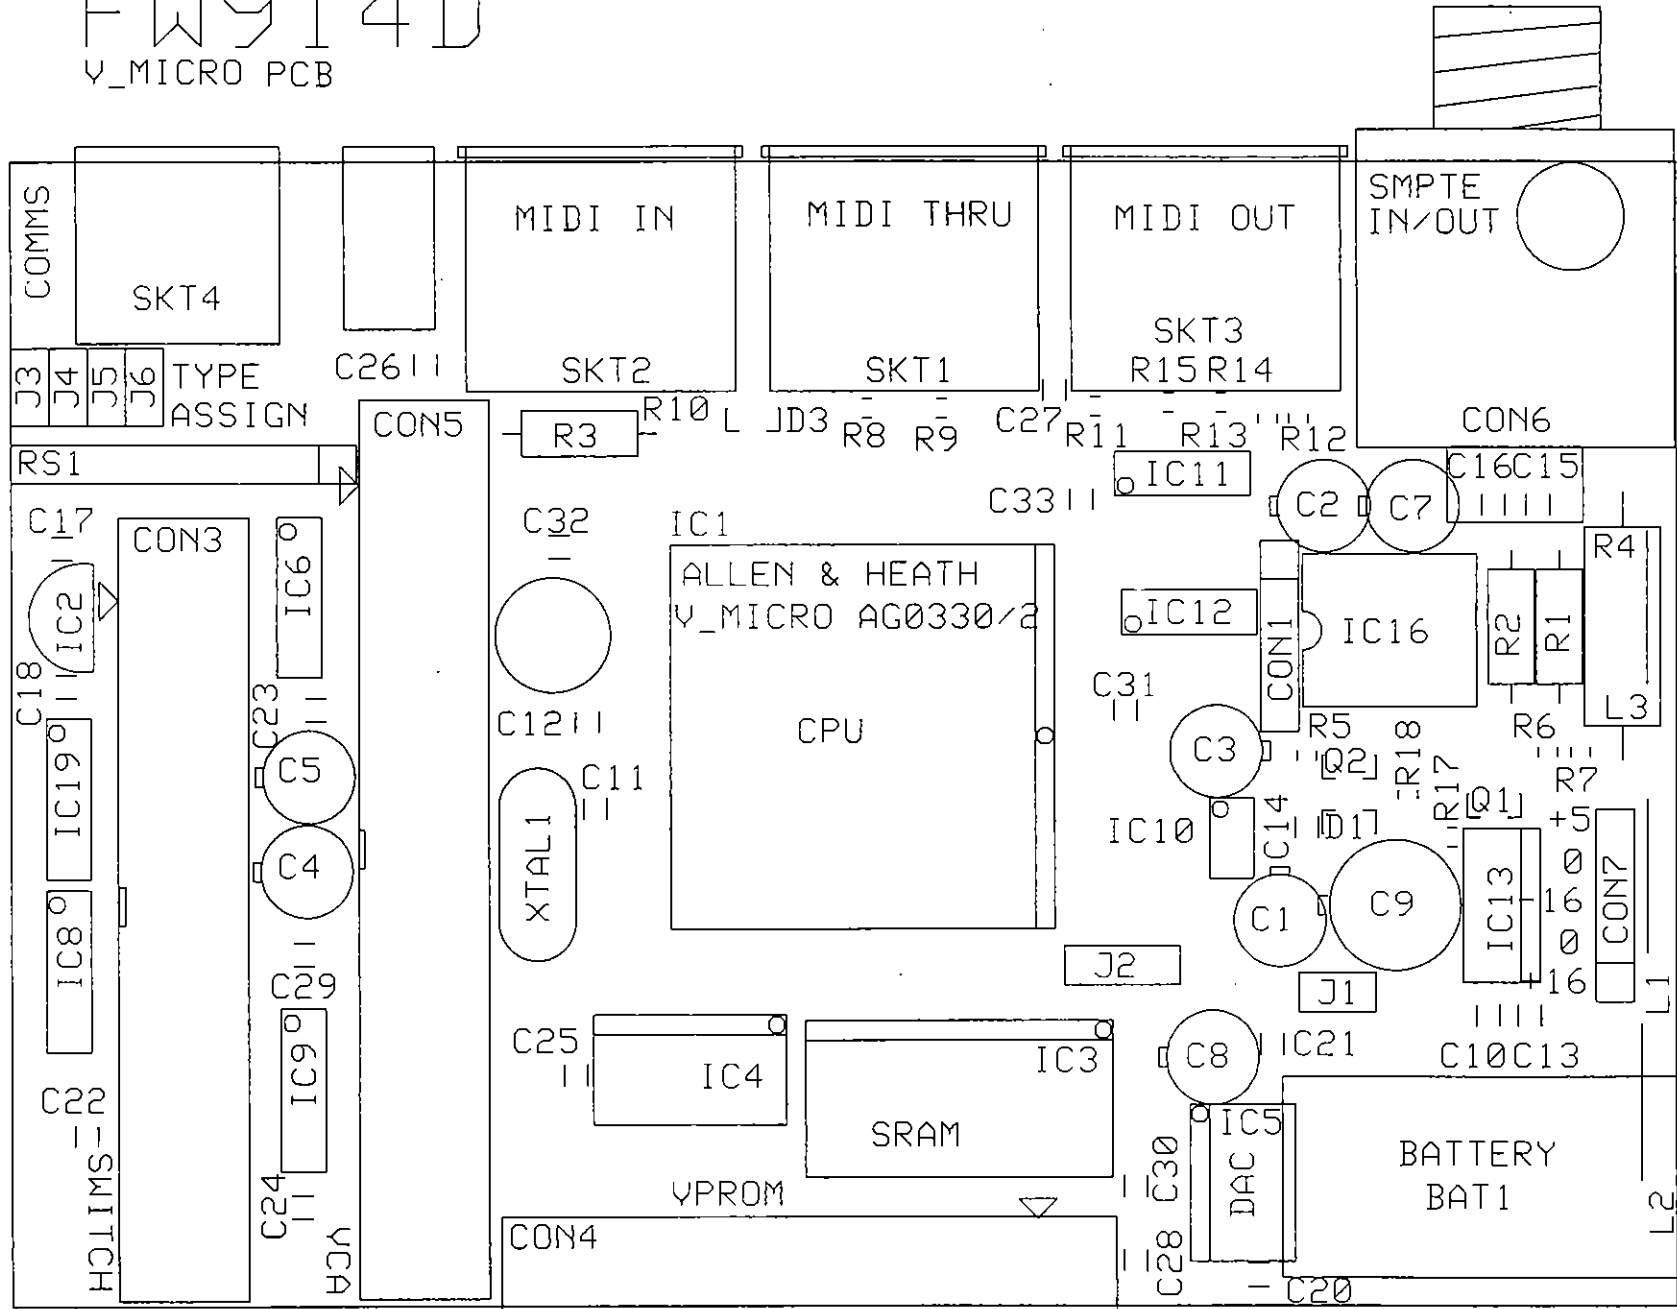 FW914D
V_MICRO PCB
COMMS
SKT4
MIDI IN
SKT2
MIDI THRU
SKT1
MIDI OUT
SKT3
R15 R14
SMPTE
IN/OUT
CON6
J3
J4
J5
J6
TYPE
ASSIGN
C26
RS1
CON5
R3
R10
D3
R8
R9
C27
R11
R13
R12
IC11
C33
C2
C7
C16 C15
C17
CON3
IC6
C32
IC1
ALLEN & HEATH
V_MICRO AG0330/2
CPU
IC12
CON1
IC16
R2
R1
R4
L3
IC2
C18
C23
C12
C31
C3
R5
Q2
R18
R17
R6
R7
Q1
IC19
C5
C4
C11
XTAL1
IC10
C14
D1
+5
0
-16
0
+16
CON7
L1
IC8
C29
C1
C9
IC13
J2
J1
C25
IC4
IC3
SRAM
C8
C21
C10 C13
C22
IC9
SWITCH
C24
VCA
VPROM
CON4
C30
C28
IC5
DAC
BATTERY
BAT1
L2
C20